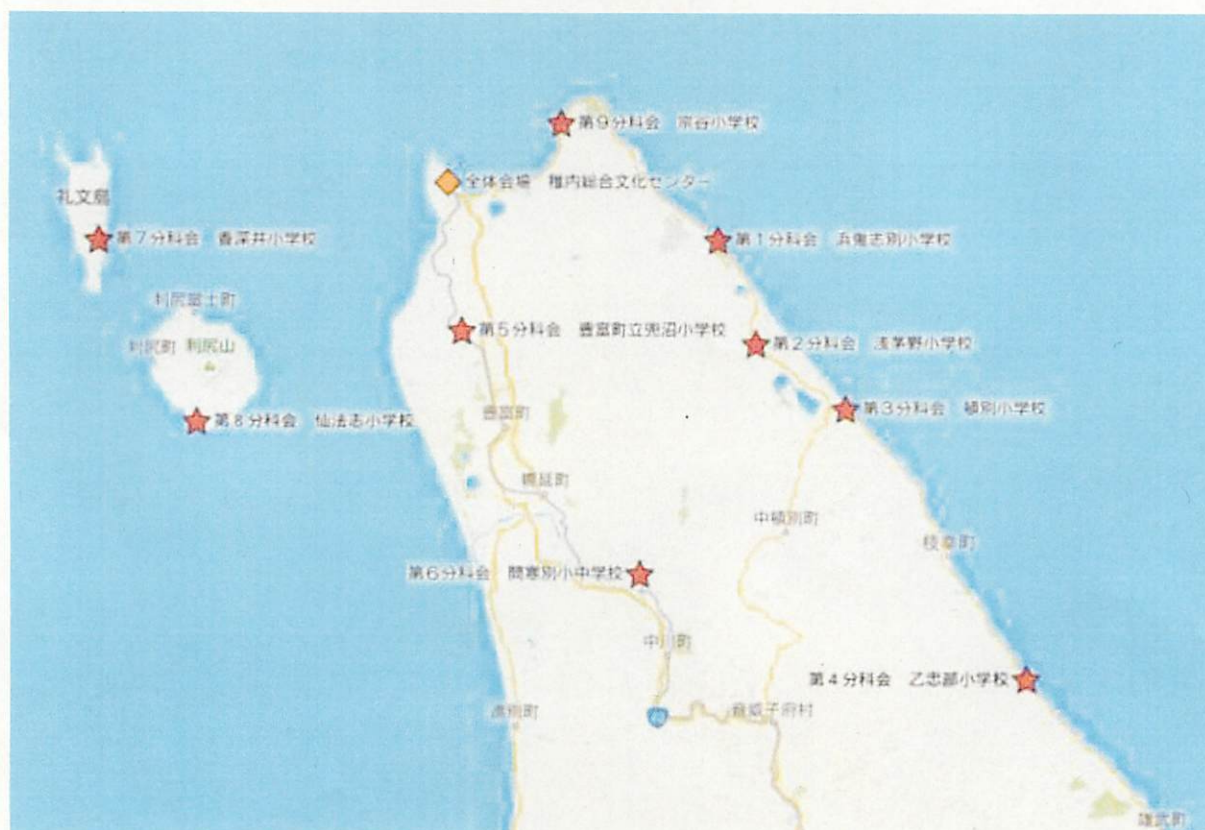 第9分科会　宗谷小学校
全体会場　稚内総合文化センター
礼文島
第7分科会　香深井小学校
第1分科会　浜鬼志別小学校
利尻富士町
第5分科会　豊富町立兜沼小学校
利尻町
利尻山
第2分科会　浅茅野小学校
第8分科会　仙法志小学校
豊富町
第3分科会　頓別小学校
幌延町
中頓別町
枝幸町
第6分科会　問寒別小中学校
中川町
第4分科会　乙忠部小学校
遠別町
40
音威子府村
雄武町